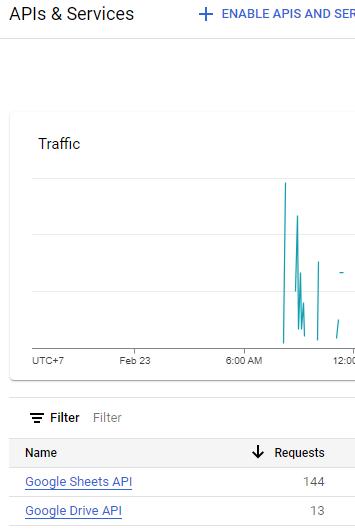 APIs & Services
ENABLE APIS AND SER
Traffic
UTC+7 Feb 23 6:00 AM 12:00
Filter Filter
Name Requests
Google Sheets API 144
Google Drive API 13